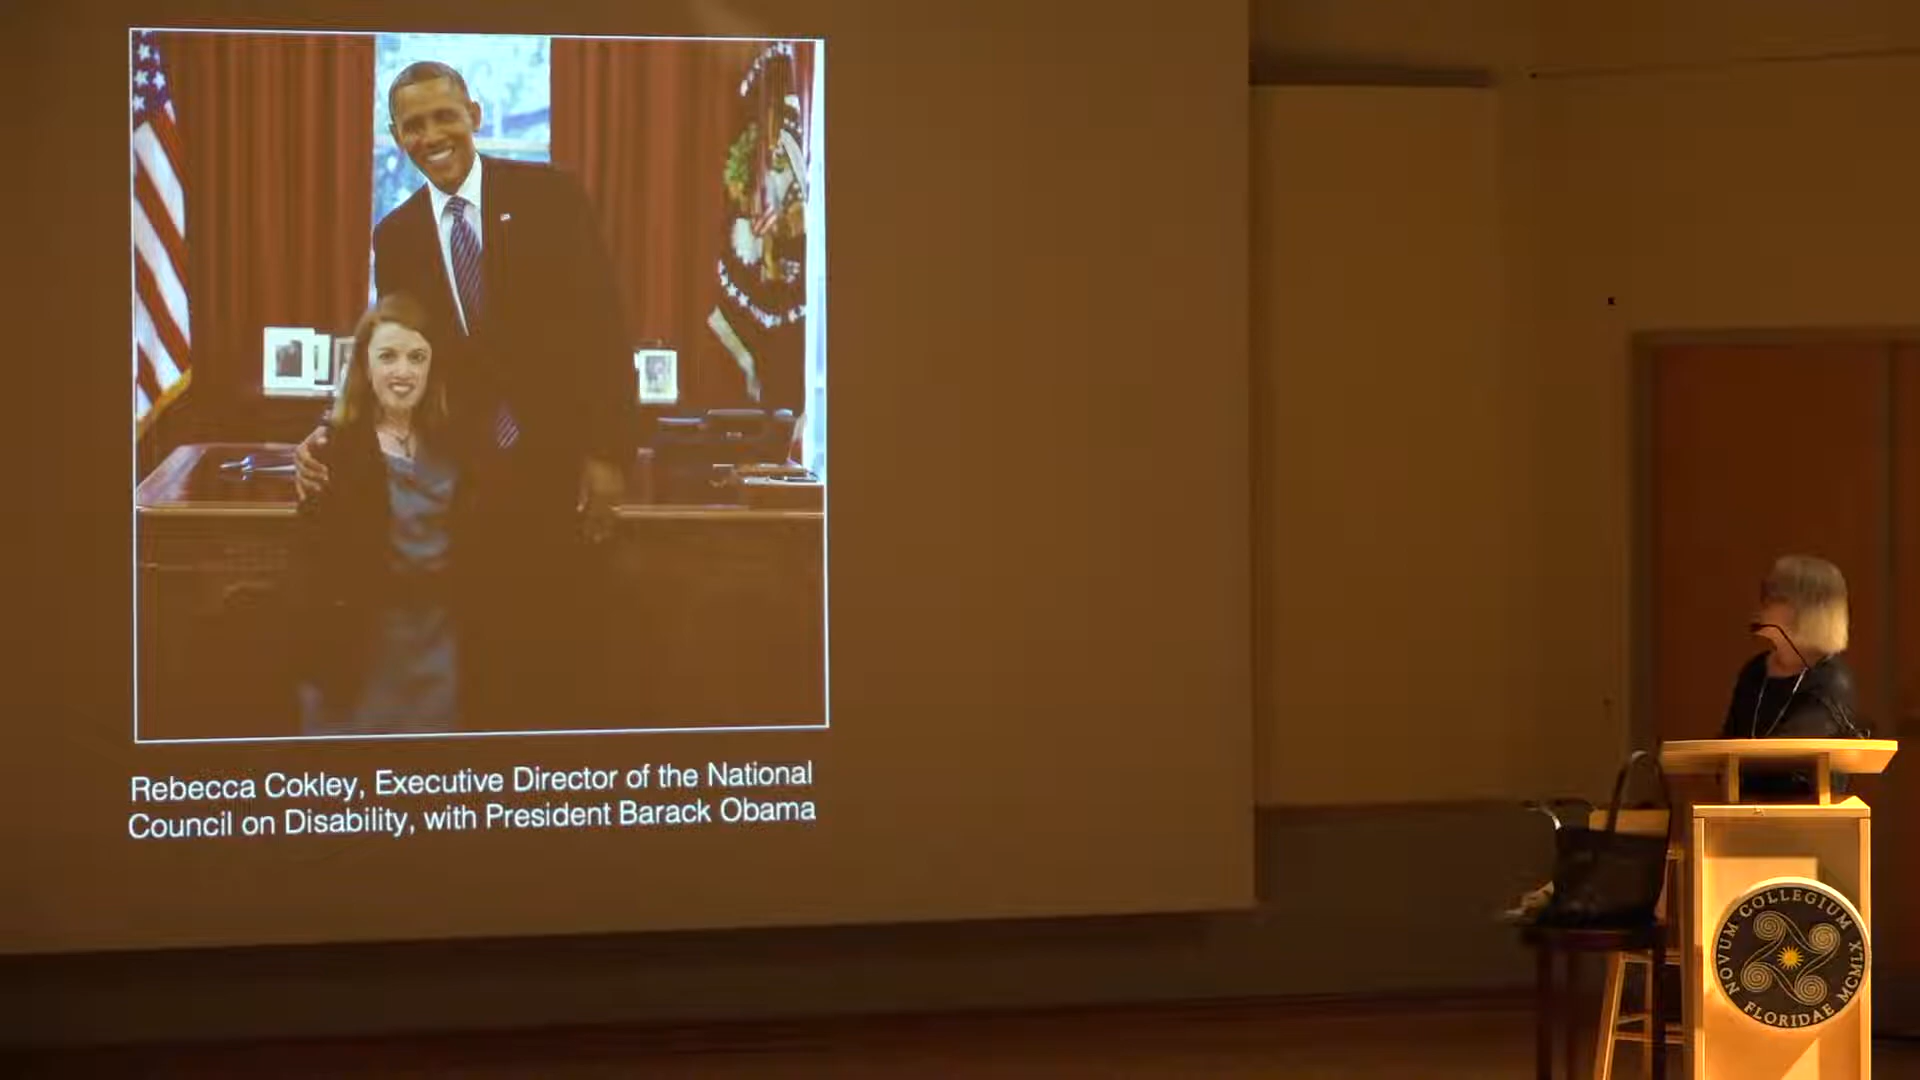 Rebecca Cokley, Executive Director of the National
Council on Disability, with President Barack Obama
NOVUM COLLEGIUM
FLORIDAE MCMLX